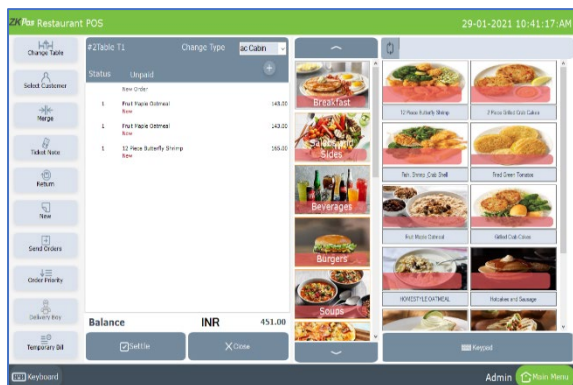 ZKPos Restaurant POS
29-01-2021 10:41:17:AM
Change Table
Select Customer
Merge
Ticket Note
Return
New
Send Orders
Order Priority
Delivery Boy
Temporary Bill
#2Table T1
Change Type
ac Cabin
Status
Unpaid
New Order
1 Fruit Maple Oatmeal 143.00
New
1 Fruit Maple Oatmeal 143.00
New
1 12 Piece Butterfly Shrimp 165.00
New
Balance INR 451.00
Settle
Close
Breakfast
Salads and
Sides
Beverages
Burgers
Soups
12 Piece Butterfly Shrimp
2 Piece Grilled Crab Cakes
Fish, Shrimp, Crab Shell
Fried Green Tomatoe
Fruit Maple Oatmeal
Grilled Crab Cakes
HOMESTYLE OATMEAL
Hotcakes and Sausage
Keypad
Keyboard
Admin
Main Menu